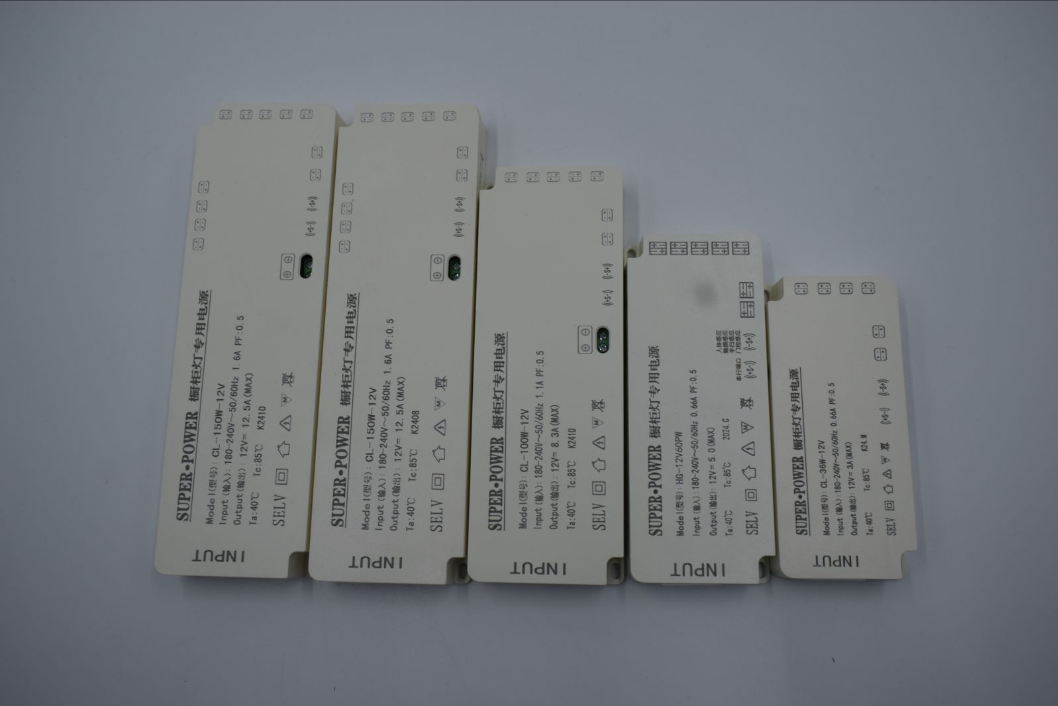 SUPER•POWER 橱柜灯专用电源
Model(型号): CL-150W-12V
Input(输入): 180-240V~50/60Hz 1.6A PF:0.5
Output(输出): 12V= 12.5A(MAX)
Ta:40℃ Tc:85℃ K2410
SELV
INPUT
SUPER•POWER 橱柜灯专用电源
Model(型号): CL-150W-12V
Input(输入): 180-240V~50/60Hz 1.6A PF:0.5
Output(输出): 12V= 12.5A(MAX)
Ta:40℃ Tc:85℃ K2408
SELV
INPUT
SUPER•POWER 橱柜灯专用电源
Model(型号): CL-100W-12V
Input(输入): 180-240V~50/60Hz 1.1A PF:0.5
Output(输出): 12V= 8.3A(MAX)
Ta:40℃ Tc:85℃ K2410
SELV
INPUT
SUPER•POWER 橱柜灯专用电源
Model(型号): HG-12V60PW
Input(输入): 180-240V~50/60Hz 0.66A PF:0.5
Output(输出): 12V= 5.0(MAX)
Ta:40℃ Tc:85℃ 2024.C
SELV
INPUT
SUPER•POWER 橱柜灯专用电源
Model(型号): CL-36W-12V
Input(输入): 180-240V~50/60Hz 0.66A PF:0.5
Output(输出): 12V= 3A(MAX)
Ta:40℃ Tc:85℃
SELV
INPUT